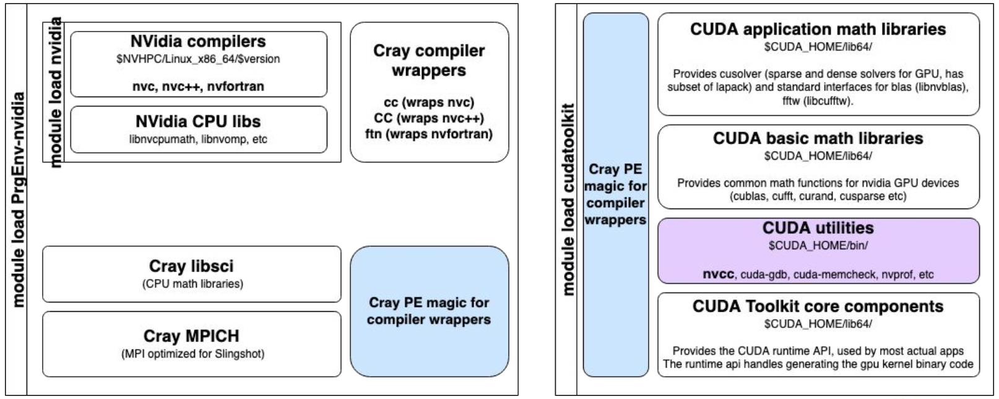 module load PrgEnv-nvidia
module load nvidia
NVidia compilers
$NVHPC/Linux_x86_64/$version
nvc, nvc++, nvfortran
NVidia CPU libs
libnvcpumath, libnvomp, etc
Cray compiler
wrappers
cc (wraps nvc)
CC (wraps nvc++)
ftn (wraps nvfortran)
Cray libsci
(CPU math libraries)
Cray MPICH
(MPI optimized for Slingshot)
Cray PE magic for
compiler wrappers
module load cudatoolkit
Cray PE
magic for
compiler
wrappers
CUDA application math libraries
$CUDA_HOME/lib64/
Provides cusolver (sparse and dense solvers for GPU, has
subset of lapack) and standard interfaces for blas (libnvblas),
fftw (libcufftw).
CUDA basic math libraries
$CUDA_HOME/lib64/
Provides common math functions for nvidia GPU devices
(cublas, cufft, curand, cusparse etc)
CUDA utilities
$CUDA_HOME/bin/
nvcc, cuda-gdb, cuda-memcheck, nvprof, etc
CUDA Toolkit core components
$CUDA_HOME/lib64/
Provides the CUDA runtime API, used by most actual apps
The runtime api handles generating the gpu kernel binary code